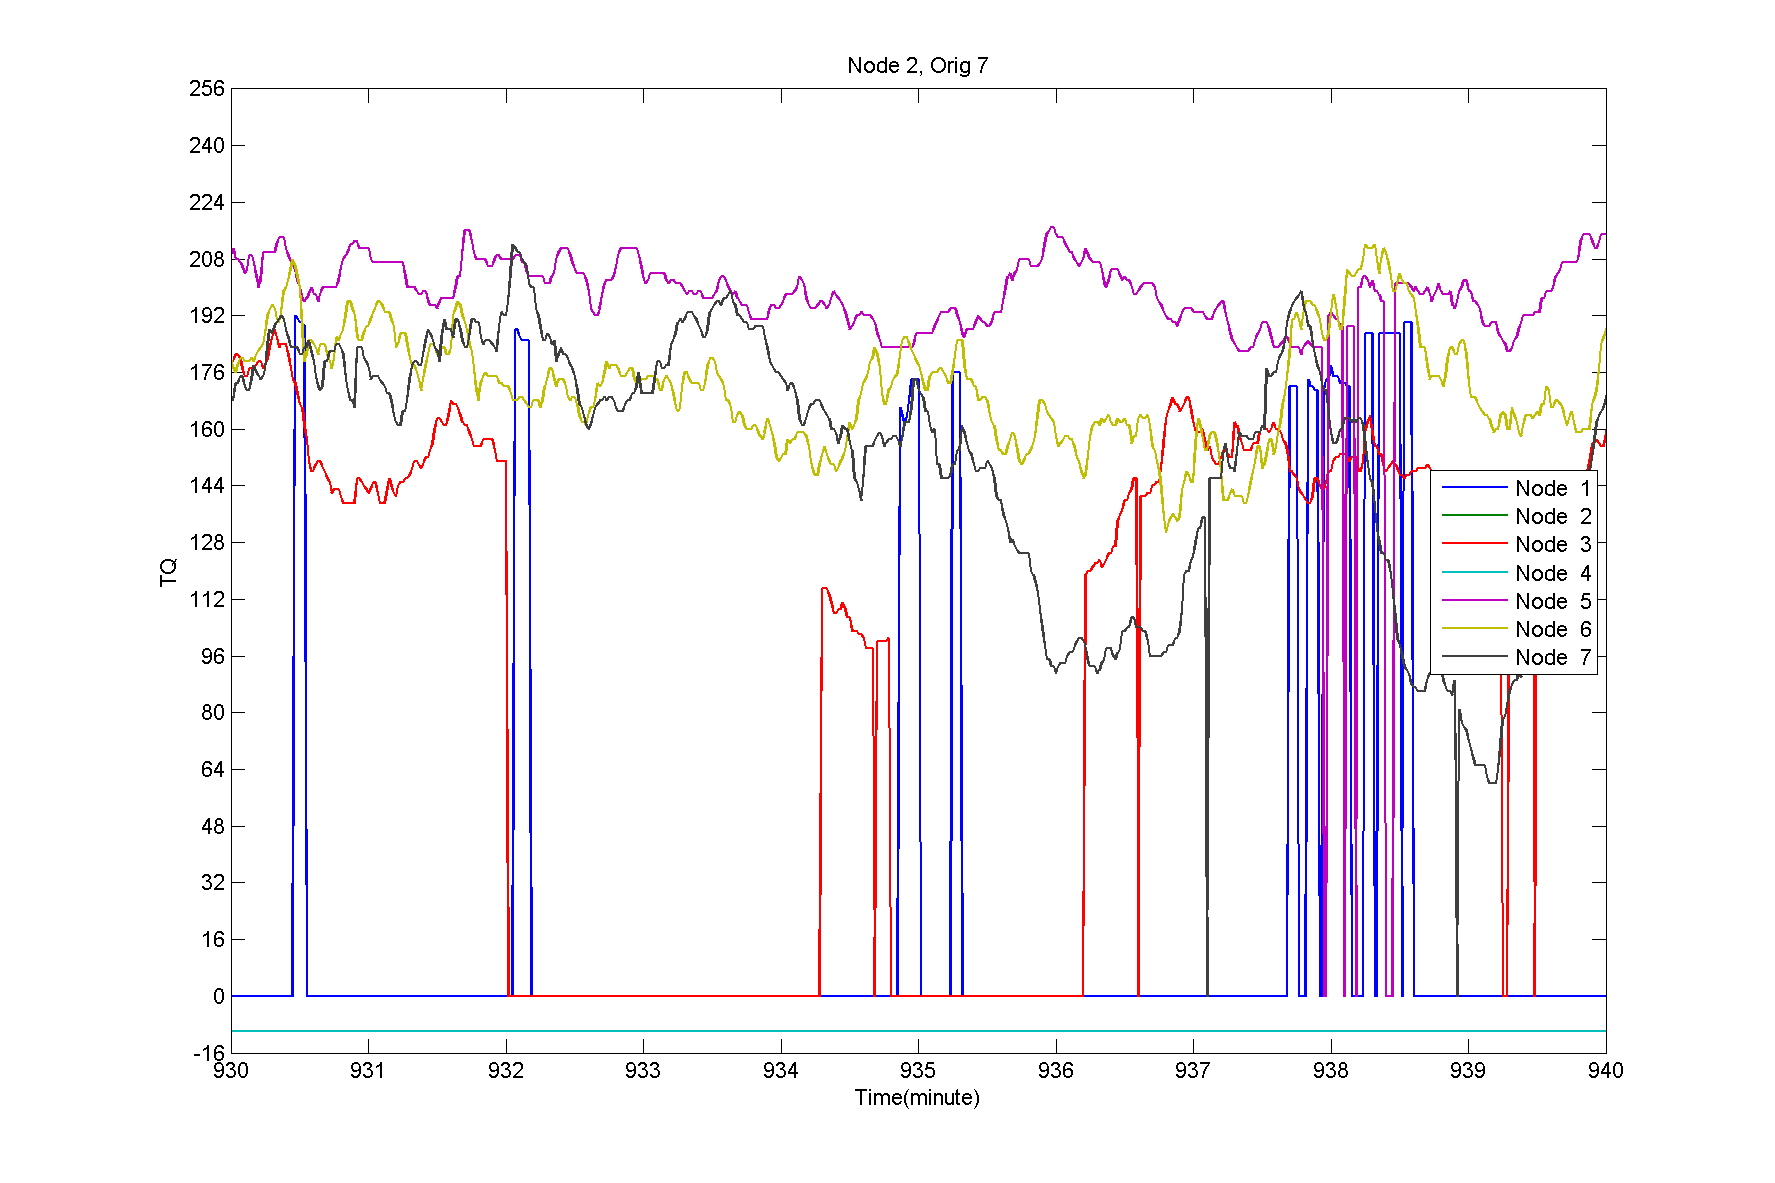 Node 2, Orig 7
256
240
224
208
192
176
160
144
128
112
96
80
64
48
32
16
0
-16
TQ
930 931 932 933 934 935 936 937 938 939 940
Time(minute)
Node 1
Node 2
Node 3
Node 4
Node 5
Node 6
Node 7